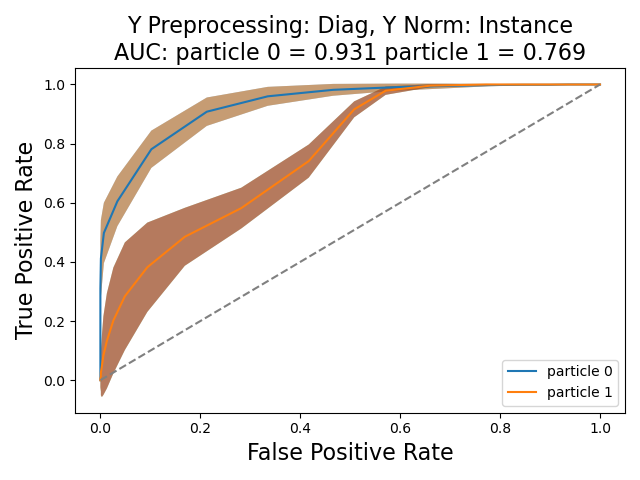 Y Preprocessing: Diag, Y Norm: Instance
AUC: particle 0 = 0.931 particle 1 = 0.769
1.0
0.8
0.6
0.4
0.2
0.0
True Positive Rate
particle 0
particle 1
0.0 0.2 0.4 0.6 0.8 1.0
False Positive Rate